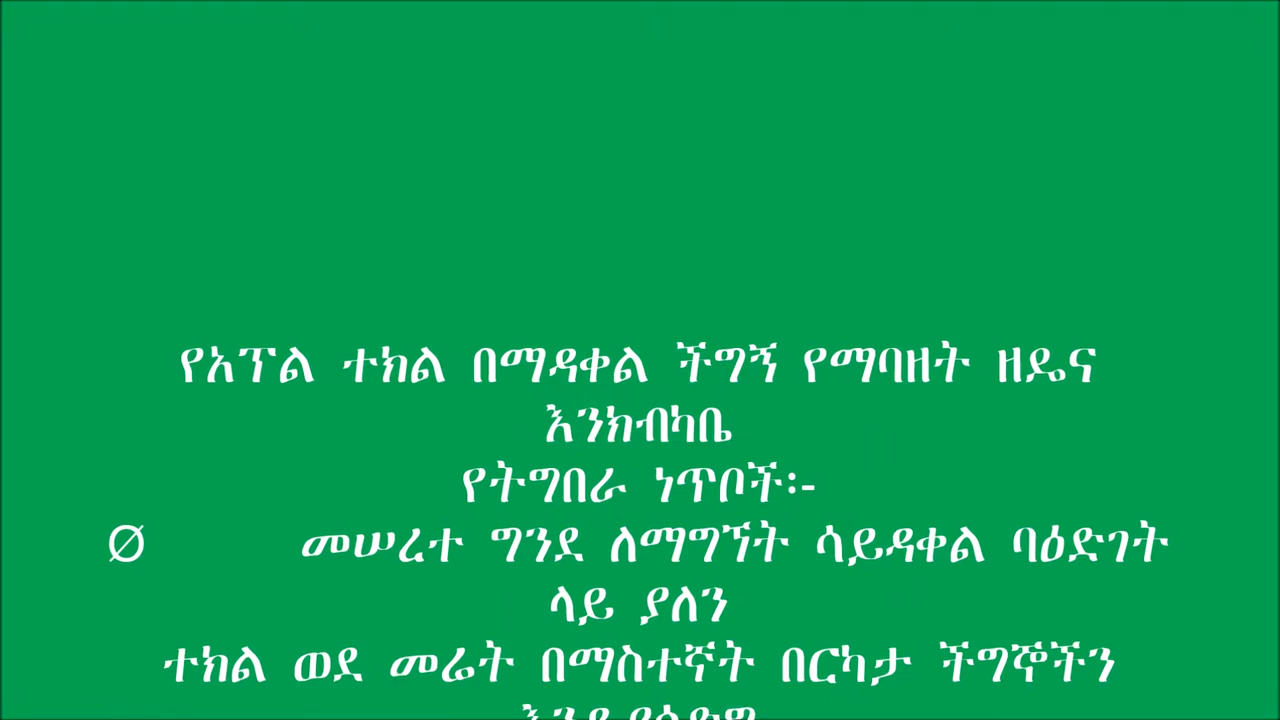 የአፕል ተክል በማዳቀል ችግኝ የማባዘት ዘዴና
እንክብካቤ
የትግበራ ነጥቦች፡-
Ø መሠረተ ግንደ ለማግኘት ሳይዳቀል ባዕድገት
ላይ ያለን
ተክል ወደ መሬት በማስተኛት በርካታ ችግኞችን